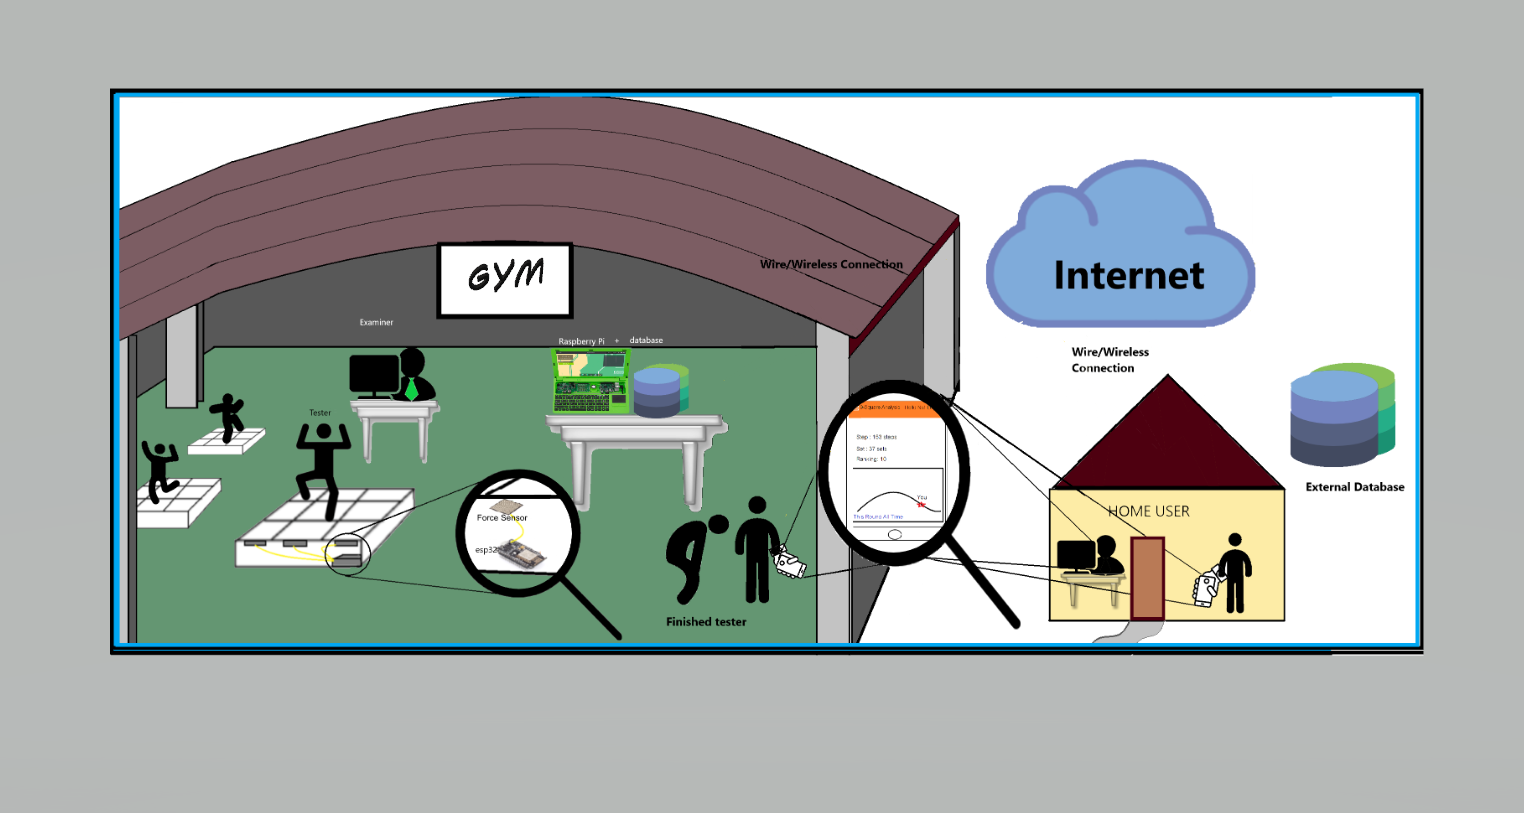 GYM
Wire/Wireless Connection
Internet
Examiner
Raspberry Pi + database
Wire/Wireless
Connection
Tester
Step : 153 steps
Set : 37 sets
Ranking: 10
You
This Round All Time
External Database
HOME USER
Force Sensor
esp32
Finished tester